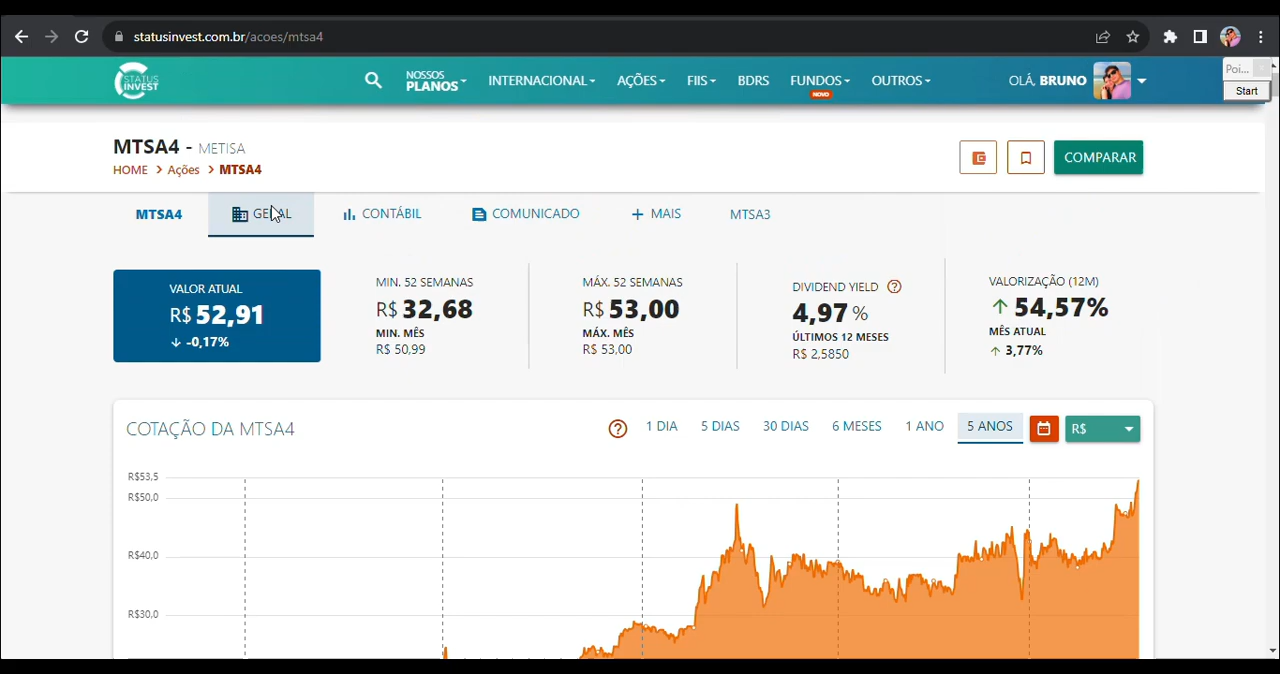 statusinvest.com.br/acoes/mtsa4
STATUS
INVEST
NOSSOS
PLANOS
INTERNACIONAL
AÇÕES
FIIS
BDRS
FUNDOS
NOVO
OUTROS
OLÁ, BRUNO
Poi...
Start
MTSA4 - METISA
HOME > Ações > MTSA4
COMPARAR
MTSA4
GERAL
CONTÁBIL
COMUNICADO
+ MAIS
MTSA3
VALOR ATUAL
R$ 52,91
↓ -0,17%
MIN. 52 SEMANAS
R$ 32,68
MIN. MÊS
R$ 50,99
MÁX. 52 SEMANAS
R$ 53,00
MÁX. MÊS
R$ 53,00
DIVIDEND YIELD ?
4,97 %
ÚLTIMOS 12 MESES
R$ 2,5850
VALORIZAÇÃO (12M)
↑ 54,57%
MÊS ATUAL
↑ 3,77%
COTAÇÃO DA MTSA4
?
1 DIA
5 DIAS
30 DIAS
6 MESES
1 ANO
5 ANOS
R$
R$53,5
R$50,0
R$40,0
R$30,0